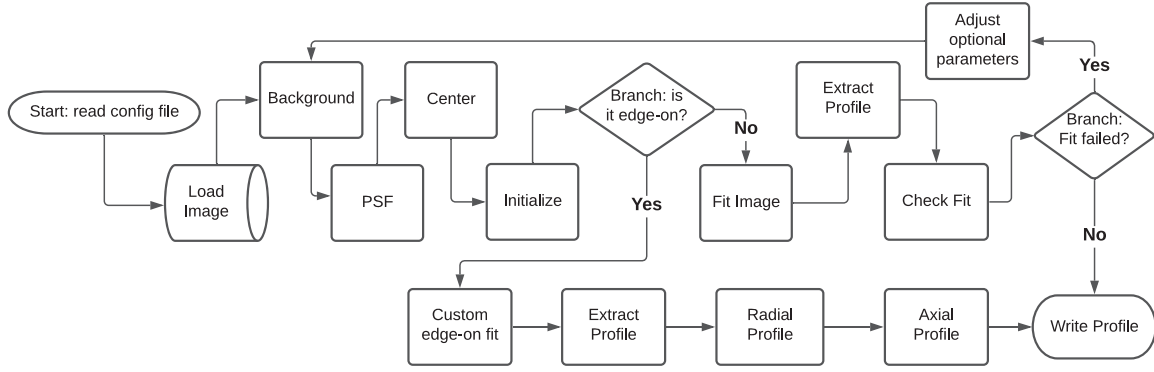 Adjust
optional
parameters
Yes
Start: read config file
Background
Center
Branch: is
it edge-on?
No
Extract
Profile
Branch:
Fit failed?
Load
Image
PSF
Initialize
Yes
Fit Image
Check Fit
No
Custom
edge-on fit
Extract
Profile
Radial
Profile
Axial
Profile
Write Profile